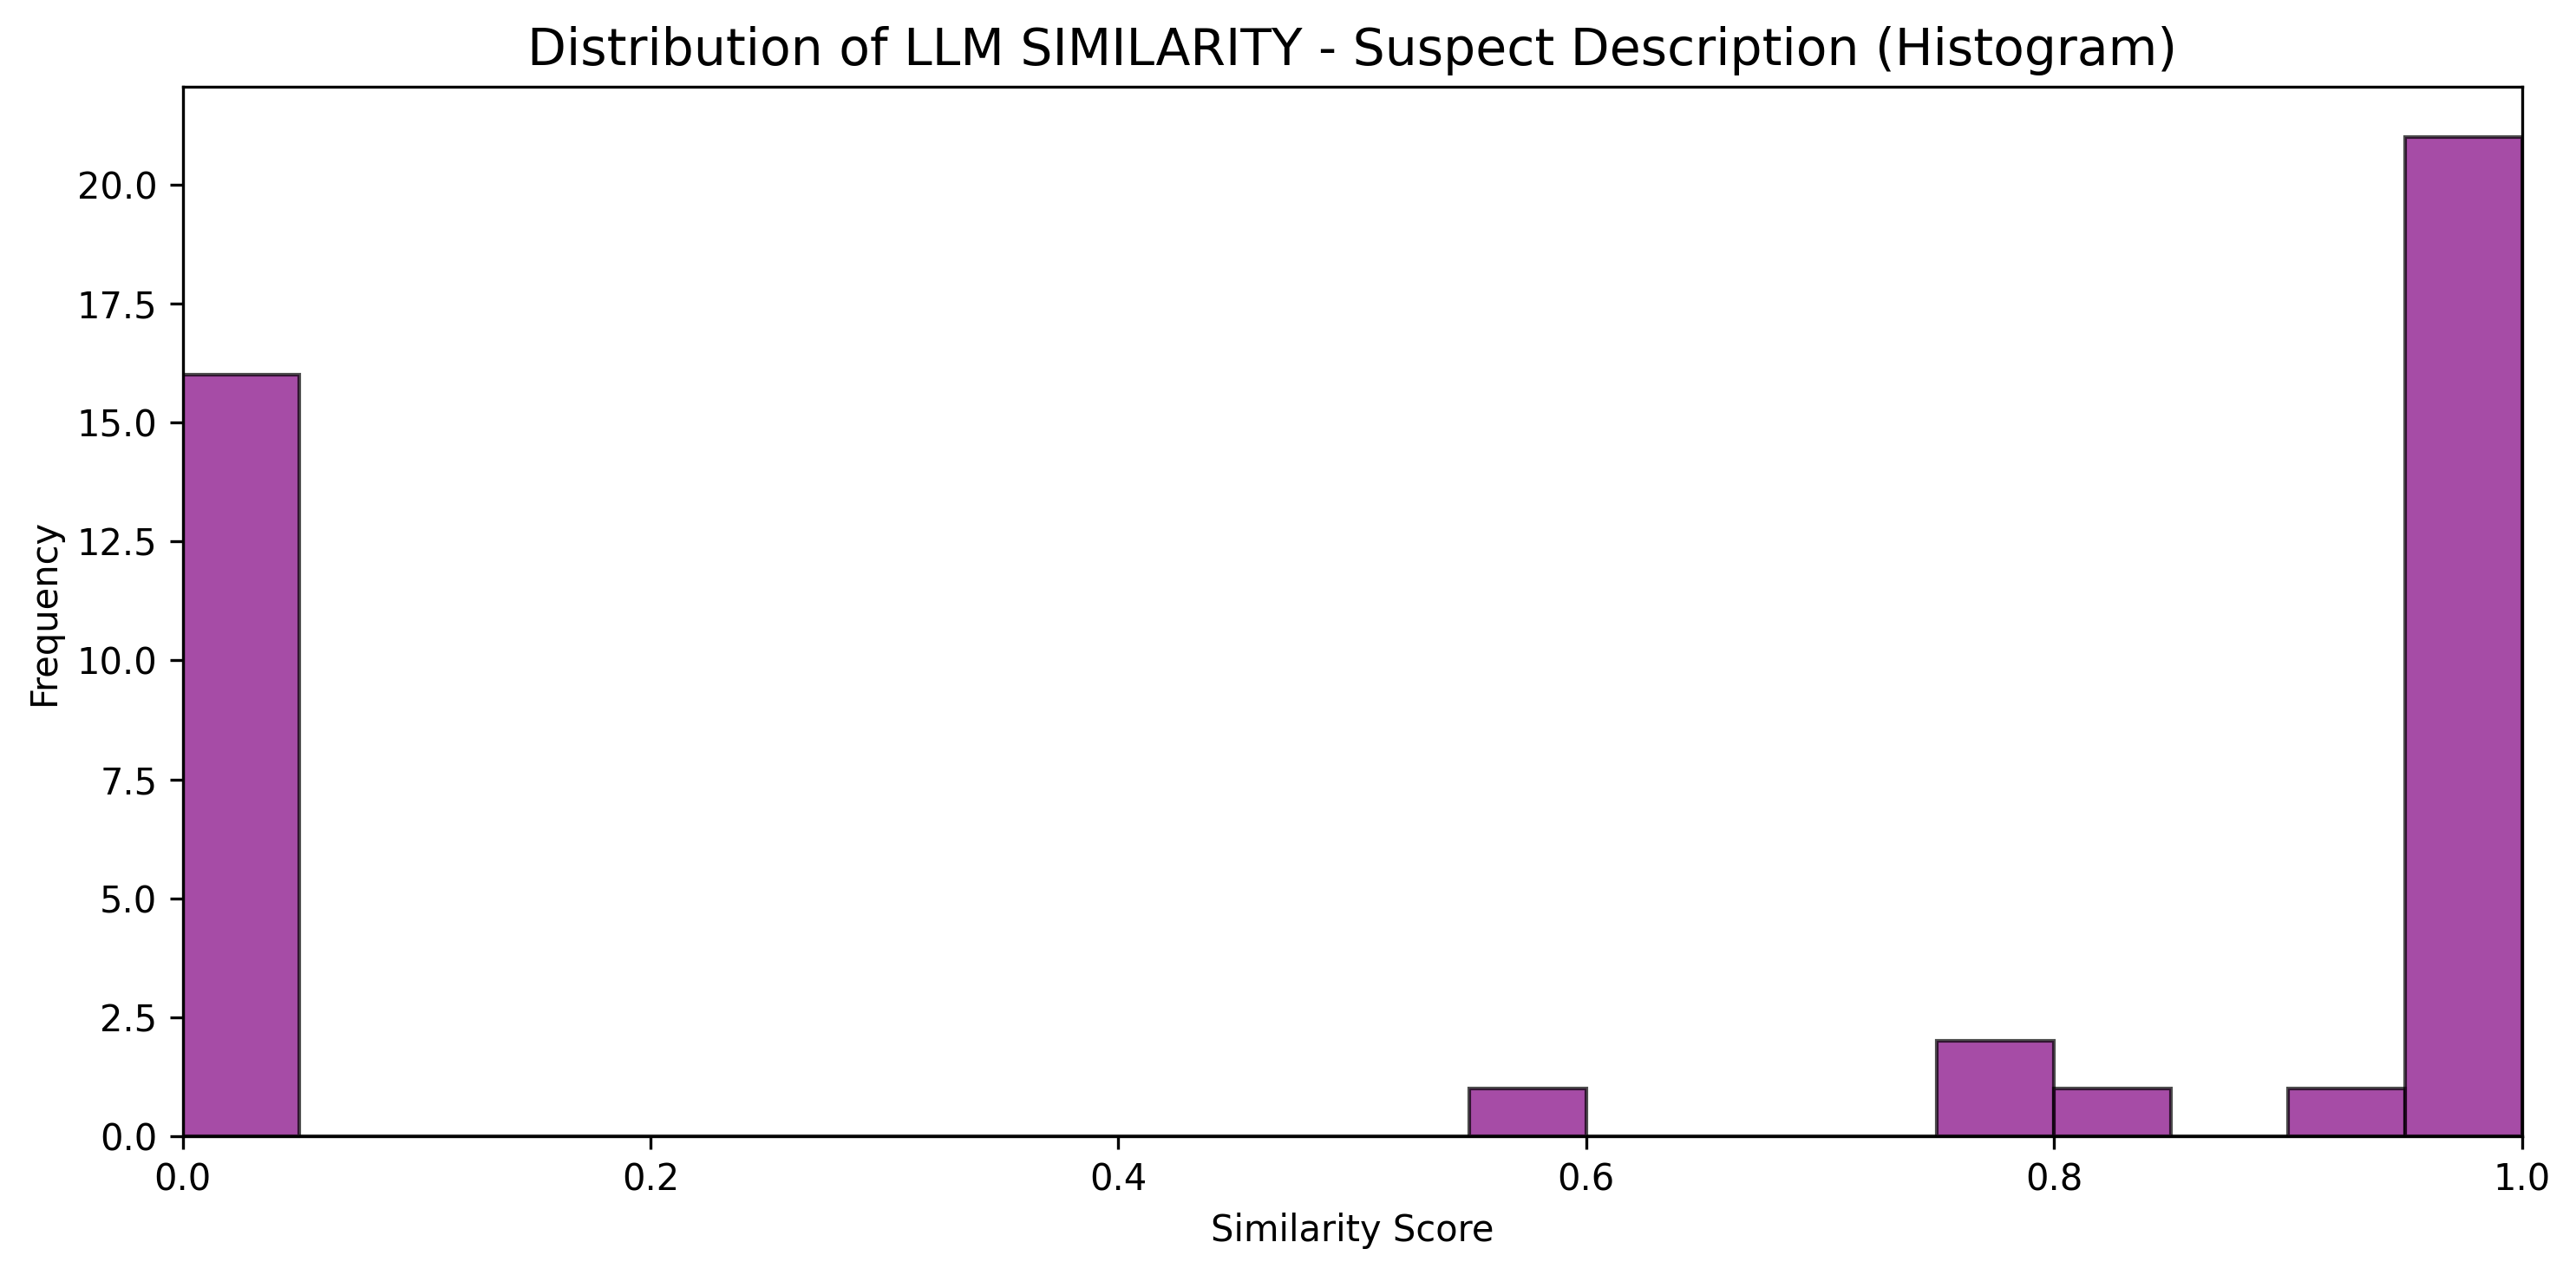 Distribution of LLM SIMILARITY - Suspect Description (Histogram)
Frequency
20.0
17.5
15.0
12.5
10.0
7.5
5.0
2.5
0.0
0.0 0.2 0.4 0.6 0.8 1.0
Similarity Score